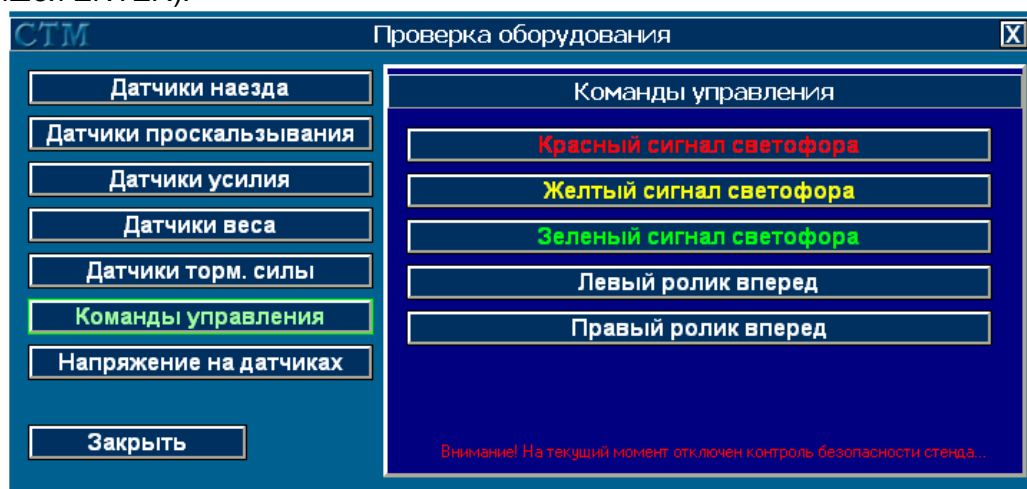 СТМ
Проверка оборудования
X
Датчики наезда
Датчики проскальзывания
Датчики усилия
Датчики веса
Датчики торм. силы
Команды управления
Напряжение на датчиках
Закрыть
Команды управления
Красный сигнал светофора
Желтый сигнал светофора
Зеленый сигнал светофора
Левый ролик вперед
Правый ролик вперед
Внимание! На текущий момент отключен контроль безопасности стенда...